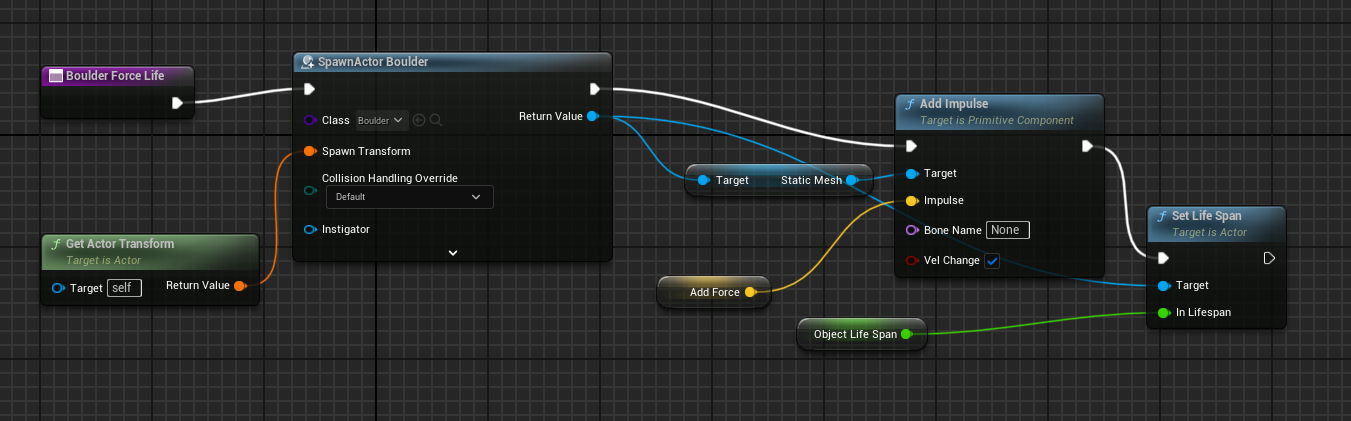 Boulder Force Life
SpawnActor Boulder
Class Boulder
Return Value
Spawn Transform
Collision Handling Override
Default
Instigator
Get Actor Transform
Target is Actor
Target self
Return Value
Target Static Mesh
Add Force
Object Life Span
Add Impulse
Target is Primitive Component
Target
Impulse
Bone Name None
Vel Change
Set Life Span
Target is Actor
Target
In Lifespan